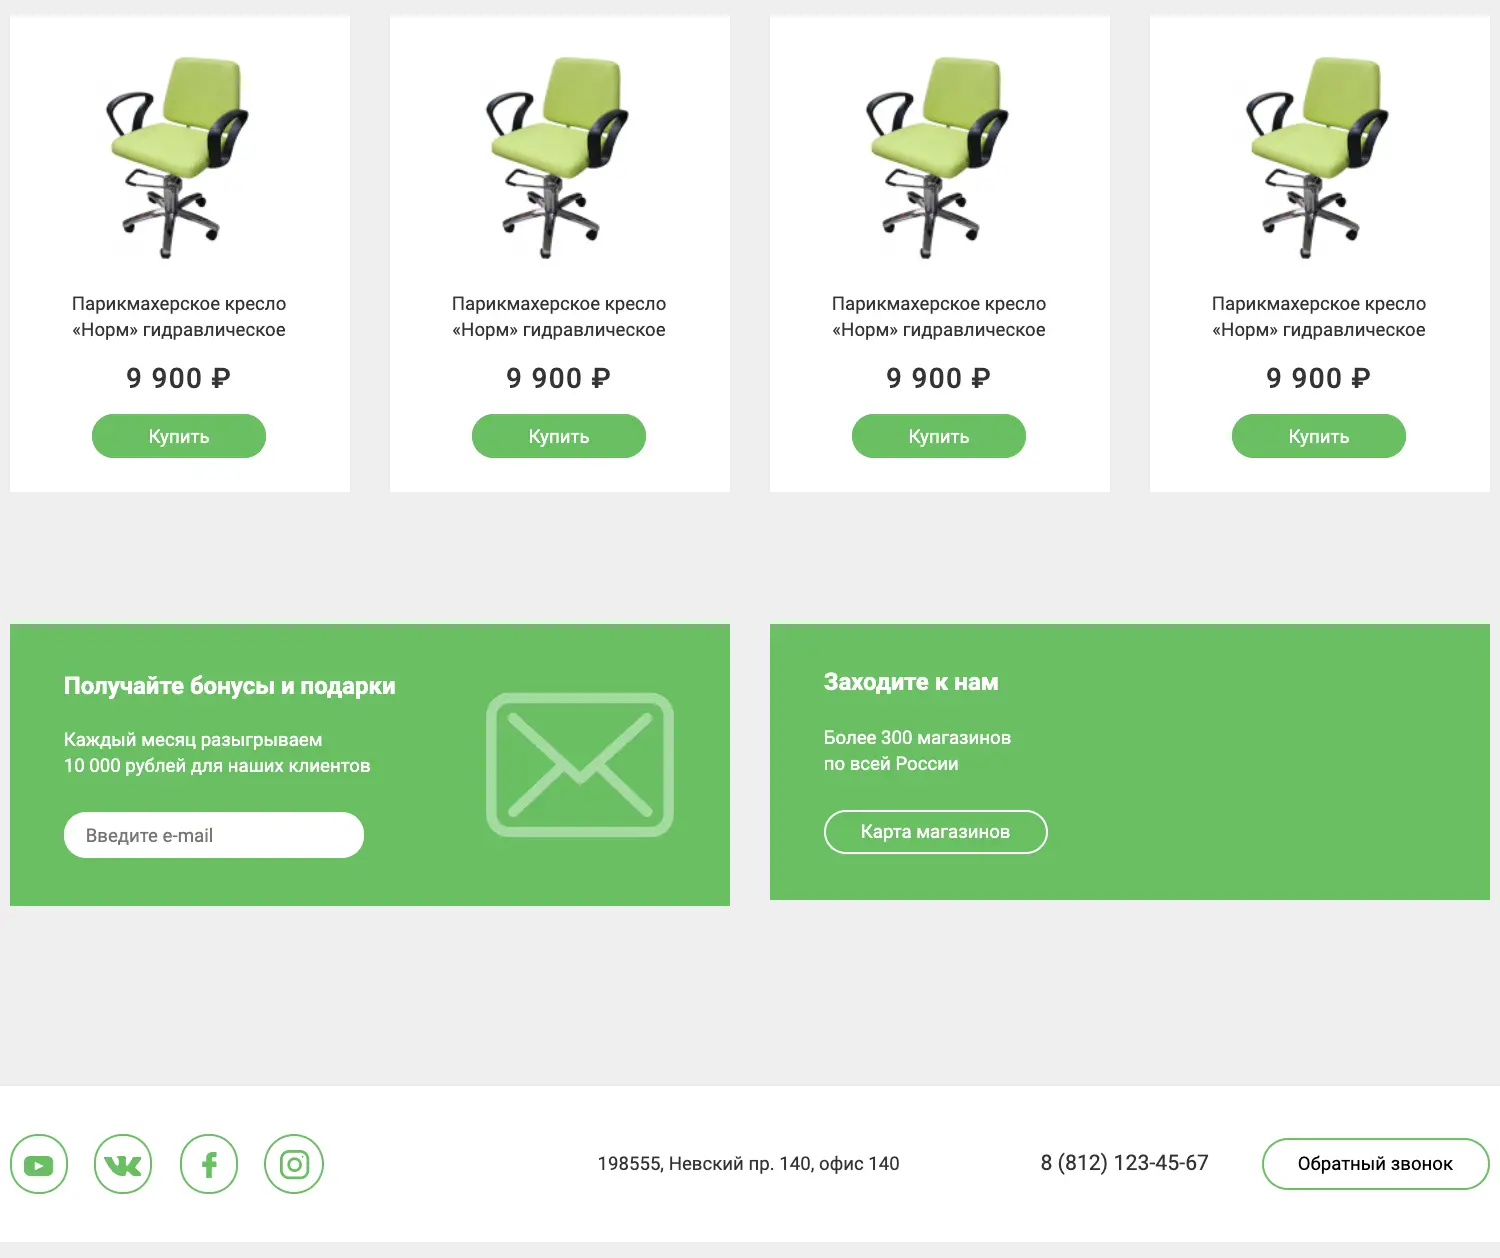 Парикмахерское кресло
«Норм» гидравлическое
9 900 ₽
Купить
Парикмахерское кресло
«Норм» гидравлическое
9 900 ₽
Купить
Парикмахерское кресло
«Норм» гидравлическое
9 900 ₽
Купить
Парикмахерское кресло
«Норм» гидравлическое
9 900 ₽
Купить
Получайте бонусы и подарки
Каждый месяц разыгрываем
10 000 рублей для наших клиентов
Введите e-mail
Заходите к нам
Более 300 магазинов
по всей России
Карта магазинов
198555, Невский пр. 140, офис 140
8 (812) 123-45-67
Обратный звонок